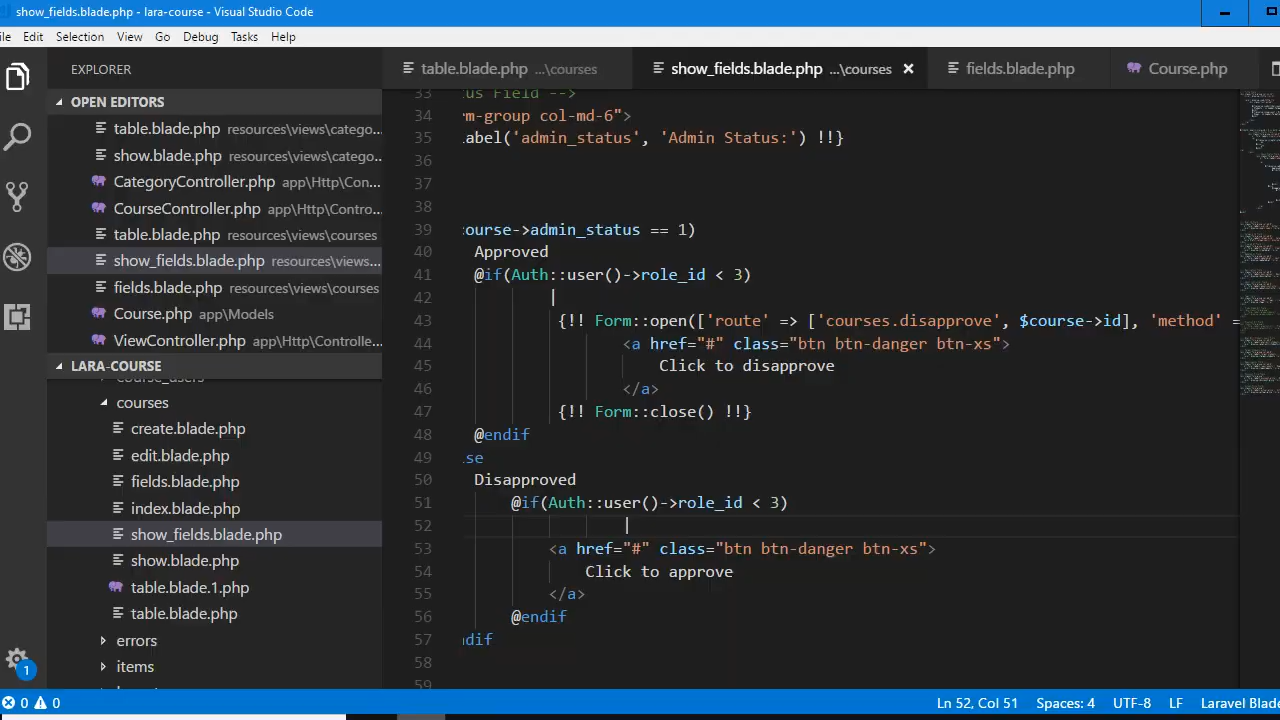 show_fields.blade.php - lara-course - Visual Studio Code
ile Edit Selection View Go Debug Tasks Help
EXPLORER
OPEN EDITORS
table.blade.php resources\views\catego...
show.blade.php resources\views\catego...
CategoryController.php app\Http\Con...
CourseController.php app\Http\Contro...
table.blade.php resources\views\courses
show_fields.blade.php resources\views...
fields.blade.php resources\views\courses
Course.php app\Models
ViewController.php app\Http\Controlle...
LARA-COURSE
course_users
courses
create.blade.php
edit.blade.php
fields.blade.php
index.blade.php
show_fields.blade.php
show.blade.php
table.blade.1.php
table.blade.php
errors
items
1
table.blade.php ...\courses show_fields.blade.php ...\courses fields.blade.php Course.php
33 us Field -->
34 m-group col-md-6">
35 abel('admin_status', 'Admin Status:') !!}
36
37
38
39 course->admin_status == 1)
40 Approved
41 @if(Auth::user()->role_id < 3)
42
43 {!! Form::open(['route' => ['courses.disapprove', $course->id], 'method' =
44 <a href="#" class="btn btn-danger btn-xs">
45 Click to disapprove
46 </a>
47 {!! Form::close() !!}
48 @endif
49 se
50 Disapproved
51 @if(Auth::user()->role_id < 3)
52
53 <a href="#" class="btn btn-danger btn-xs">
54 Click to approve
55 </a>
56 @endif
57 ndif
58
59
0 0 Ln 52, Col 51 Spaces: 4 UTF-8 LF Laravel Blade